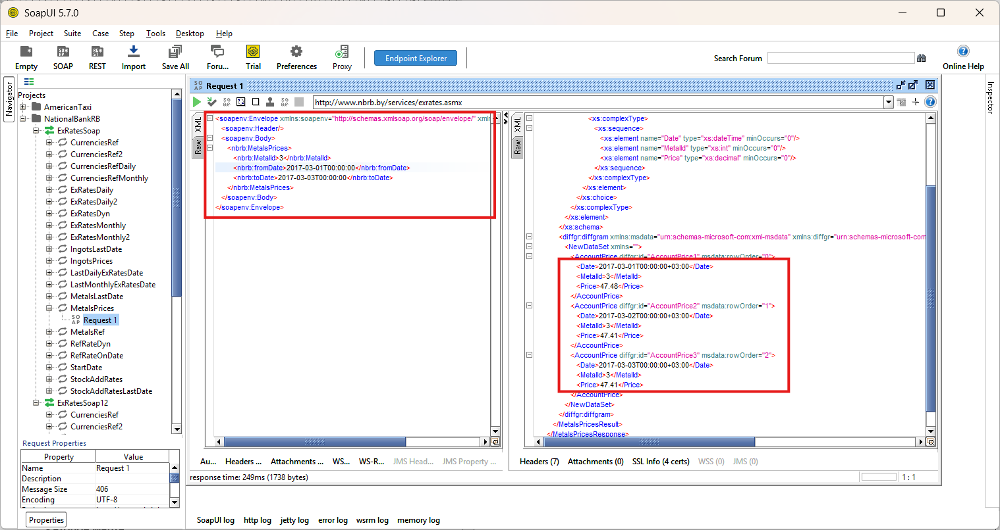 SoapUI 5.7.0
File Project Suite Case Step Tools Desktop Help
Empty SOAP REST Import Save All Foru... Trial Preferences Proxy
Endpoint Explorer
Search Forum
Online Help
Navigator
Projects
AmericanTaxi
NationalBankRB
ExRatesSoap
CurrenciesRef
CurrenciesRef2
CurrenciesRefDaily
CurrenciesRefMonthly
ExRatesDaily
ExRatesDaily2
ExRatesDyn
ExRatesMonthly
ExRatesMonthly2
IngotsLastDate
IngotsPrices
LastDailyExRatesDate
LastMonthlyExRatesDate
MetalsLastDate
MetalsPrices
SO AP Request 1
MetalsRef
RefRateDyn
RefRateOnDate
StartDate
StockAddRates
StockAddRatesLastDate
ExRatesSoap12
CurrenciesRef
CurrenciesRef2
Request Properties
Property Value
Name Request 1
Description
Message Size 406
Encoding UTF-8
Properties
SO AP Request 1
http://www.nbrb.by/services/exrates.asmx
XML
Raw
<soapenv:Envelope xmlns:soapenv="http://schemas.xmlsoap.org/soap/envelope/" xmln
<soapenv:Header/>
<soapenv:Body>
<nbrb:MetalsPrices>
<nbrb:MetalId>3</nbrb:MetalId>
<nbrb:fromDate>2017-03-01T00:00:00</nbrb:fromDate>
<nbrb:toDate>2017-03-03T00:00:00</nbrb:toDate>
</nbrb:MetalsPrices>
</soapenv:Body>
</soapenv:Envelope>
Au... Headers ... Attachments ... WS... WS-R... JMS Head... JMS Property ...
XML
Raw
<xs:complexType>
<xs:sequence>
<xs:element name="Date" type="xs:dateTime" minOccurs="0"/>
<xs:element name="MetalId" type="xs:int" minOccurs="0"/>
<xs:element name="Price" type="xs:decimal" minOccurs="0"/>
</xs:sequence>
</xs:complexType>
</xs:element>
</xs:choice>
</xs:complexType>
</xs:element>
</xs:schema>
<diffgr:diffgram xmlns:msdata="urn:schemas-microsoft-com:xml-msdata" xmlns:diffgr="urn:schemas-microsoft-com
<NewDataSet xmlns="">
<AccountPrice diffgr:id="AccountPrice1" msdata:rowOrder="0">
<Date>2017-03-01T00:00:00+03:00</Date>
<MetalId>3</MetalId>
<Price>47.48</Price>
</AccountPrice>
<AccountPrice diffgr:id="AccountPrice2" msdata:rowOrder="1">
<Date>2017-03-02T00:00:00+03:00</Date>
<MetalId>3</MetalId>
<Price>47.41</Price>
</AccountPrice>
<AccountPrice diffgr:id="AccountPrice3" msdata:rowOrder="2">
<Date>2017-03-03T00:00:00+03:00</Date>
<MetalId>3</MetalId>
<Price>47.41</Price>
</AccountPrice>
</NewDataSet>
</diffgr:diffgram>
</MetalsPricesResult>
</MetalsPricesResponse>
Headers (7) Attachments (0) SSL Info (4 certs) WSS (0) JMS (0)
response time: 249ms (1738 bytes)
1 : 1
SoapUI log http log jetty log error log wsrm log memory log
Inspector